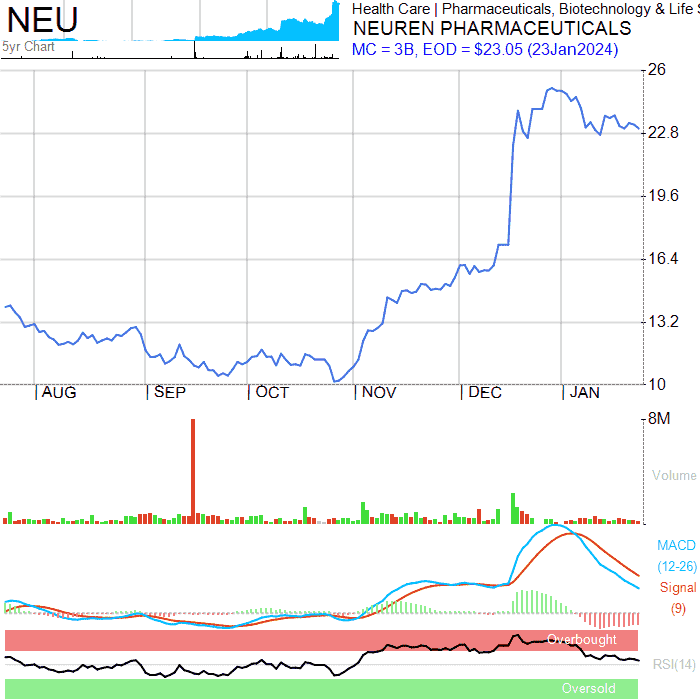 NEU
5yr Chart
Health Care | Pharmaceuticals, Biotechnology & Life S
NEUREN PHARMACEUTICALS
MC = 3B, EOD = $23.05 (23Jan2024)
26
22.8
19.6
16.4
13.2
10
AUG SEP OCT NOV DEC JAN
8M
Volume
MACD
(12-26)
Signal
(9)
Overbought
RSI(14)
Oversold